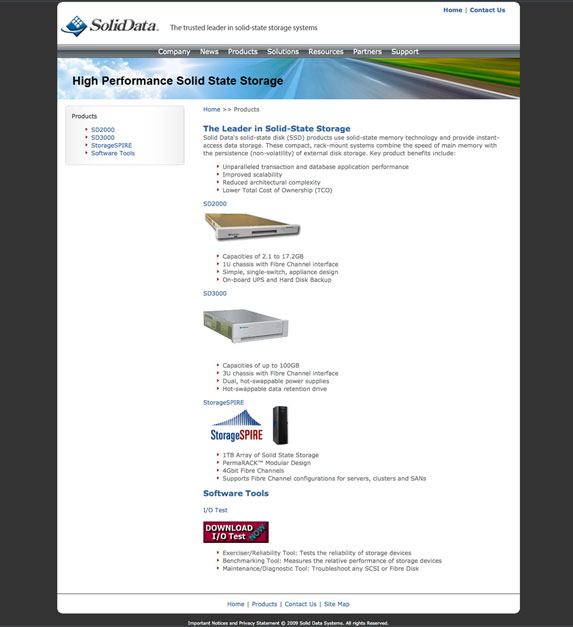 Home | Contact Us
SolidData. The trusted leader in solid-state storage systems
Company News Products Solutions Resources Partners Support
High Performance Solid State Storage
Products
SD2000
SD3000
StorageSPIRE
Software Tools
Home >> Products
The Leader in Solid-State Storage
Solid Data's solid-state disk (SSD) products use solid-state memory technology and provide instant-
access data storage. These compact, rack-mount systems combine the speed of main memory with
the persistence (non-volatility) of external disk storage. Key product benefits include:
Unparalleled transaction and database application performance
Improved scalability
Reduced architectural complexity
Lower Total Cost of Ownership (TCO)
SD2000
Capacities of 2.1 to 17.2GB
1U chassis with Fibre Channel interface
Simple, single-switch, appliance design
On-board UPS and Hard Disk Backup
SD3000
Capacities of up to 100GB
3U chassis with Fibre Channel interface
Dual, hot-swappable power supplies
Hot-swappable data retention drive
StorageSPIRE
StorageSPIRE
1TB Array of Solid State Storage
PermaRACK™ Modular Design
4Gbit Fibre Channels
Supports Fibre Channel configurations for servers, clusters and SANs
Software Tools
I/O Test
DOWNLOAD
I/O Test NOW
Exerciser/Reliability Tool: Tests the reliability of storage devices
Benchmarking Tool: Measures the relative performance of storage devices
Maintenance/Diagnostic Tool: Troubleshoot any SCSI or Fibre Disk
Home | Products | Contact Us | Site Map
Important Notices and Privacy Statement © 2009 Solid Data Systems. All rights Reserved.